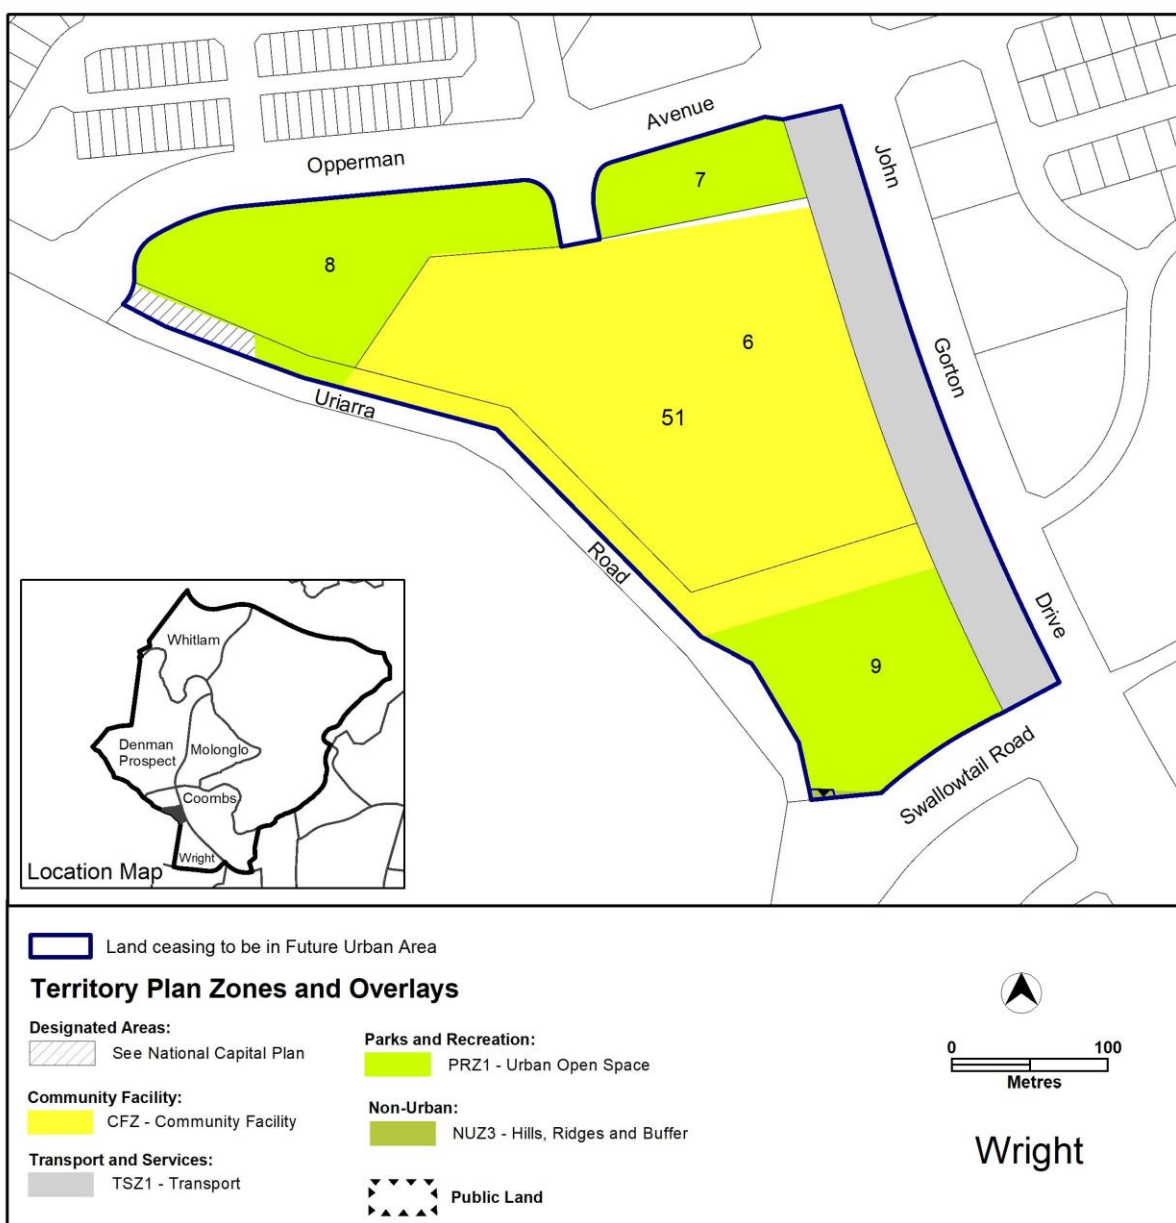 Avenue
Opperman
John
7
8
6
Gorton
51
Uriarra
Road
Drive
9
Swallowtail Road
Whitlam
Denman
Prospect
Molonglo
Coombs
Wright
Location Map
Land ceasing to be in Future Urban Area
Territory Plan Zones and Overlays
Designated Areas:
See National Capital Plan
Community Facility:
CFZ - Community Facility
Transport and Services:
TSZ1 - Transport
Parks and Recreation:
PRZ1 - Urban Open Space
Non-Urban:
NUZ3 - Hills, Ridges and Buffer
Public Land
0 100
Metres
Wright